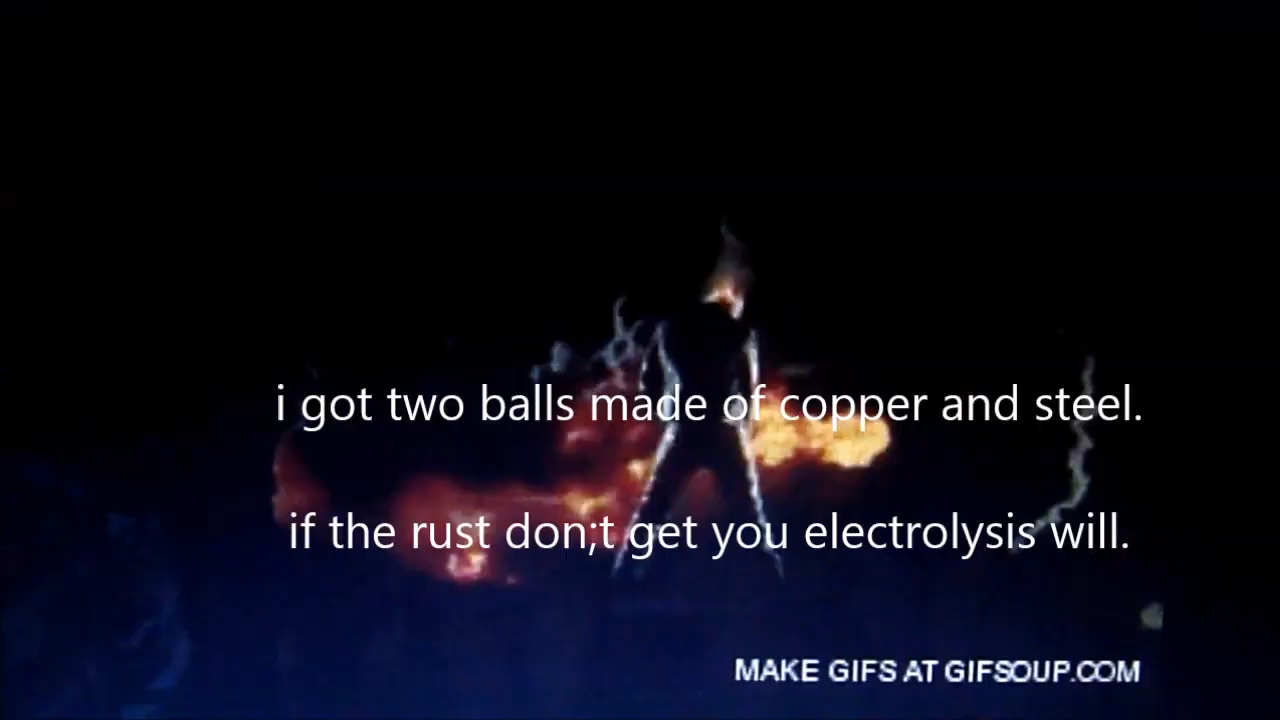 i got two balls made of copper and steel.
if the rust don;t get you electrolysis will.
MAKE GIFS AT GIFSOUP.COM